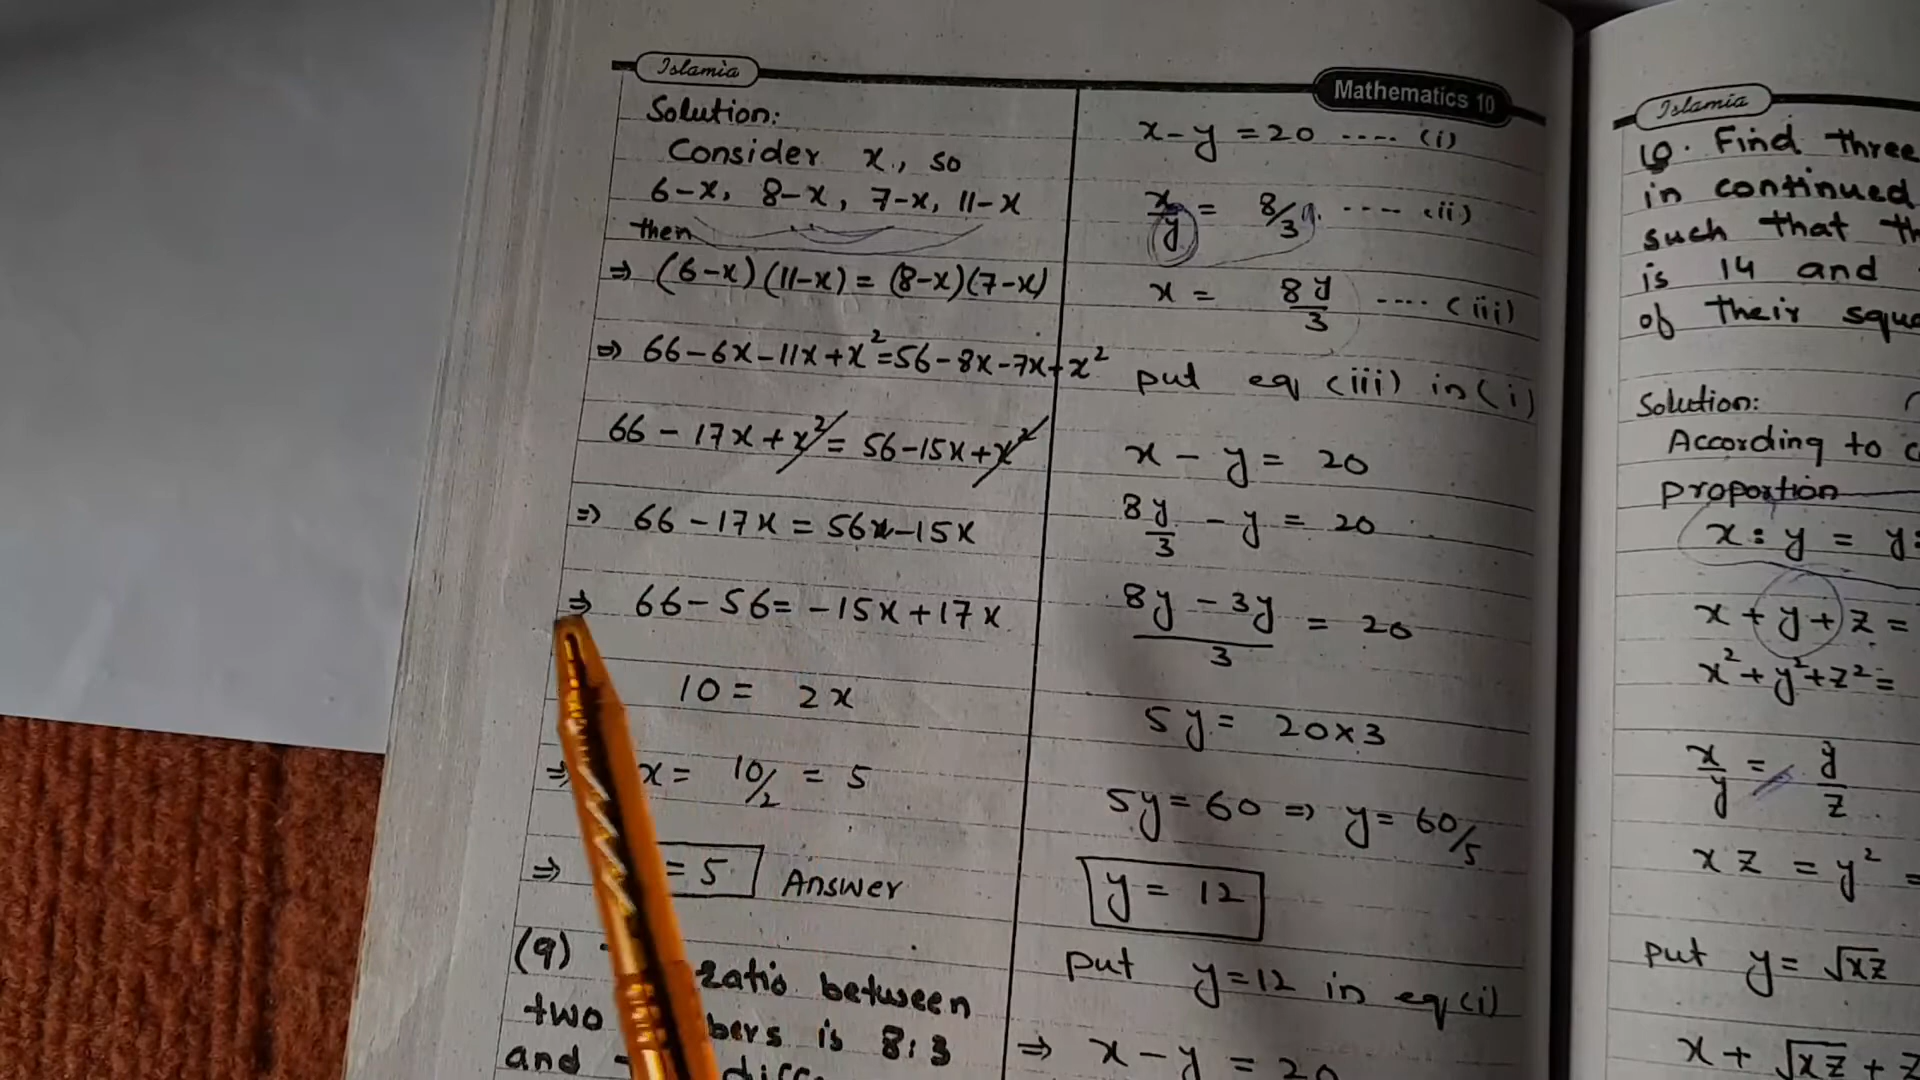 Islamia
Mathematics 10
Solution:
Consider x, so
6-x, 8-x, 7-x, 11-x
then
⇒ (6-x)(11-x) = (8-x)(7-x)
⇒ 66-6x-11x+x²=56-8x-7x+x²
66-17x+x²=56-15x+x²
⇒ 66-17x=56x-15x
⇒ 66-56=-15x+17x
10= 2x
⇒ x= 10/2 = 5
⇒ =5 Answer
(9) ratio between
two is 8:3
and
x-y=20 ---- (i)
x/y = 8/3 ---- (ii)
x = 8y/3 ---- (iii)
put eq (iii) in (i)
x-y= 20
8y/3 - y = 20
8y-3y/3 = 20
5y= 20×3
5y=60 ⇒ y= 60/5
y= 12
put y=12 in eq(i)
⇒ x-y = 20
Islamia
10. Find three
in continued
such that
is 14 and
of their
Solution:
According to
proportion
x:y = y:
x+y+z=
x²+y²+z²=
x/y = y/z
xz = y² =
put y= √xz
x+√xz+